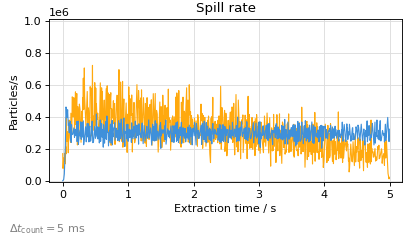 Spill rate
1e6
Particles/s
1.0
0.8
0.6
0.4
0.2
0.0
0 1 2 3 4 5
Extraction time / s
Δt_count = 5 ms